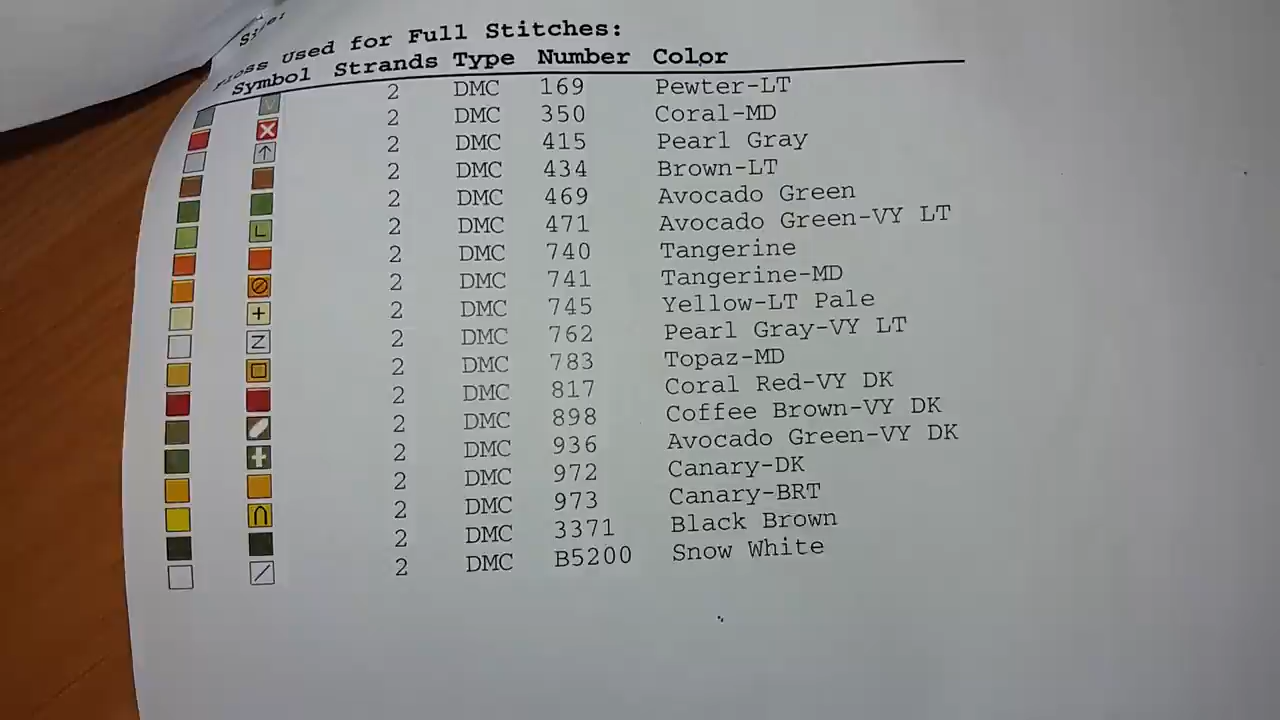 Floss Used for Full Stitches:
Symbol Strands Type Number Color
2 DMC 169 Pewter-LT
2 DMC 350 Coral-MD
2 DMC 415 Pearl Gray
2 DMC 434 Brown-LT
2 DMC 469 Avocado Green
2 DMC 471 Avocado Green-VY LT
2 DMC 740 Tangerine
2 DMC 741 Tangerine-MD
2 DMC 745 Yellow-LT Pale
2 DMC 762 Pearl Gray-VY LT
2 DMC 783 Topaz-MD
2 DMC 817 Coral Red-VY DK
2 DMC 898 Coffee Brown-VY DK
2 DMC 936 Avocado Green-VY DK
2 DMC 972 Canary-DK
2 DMC 973 Canary-BRT
2 DMC 3371 Black Brown
2 DMC B5200 Snow White